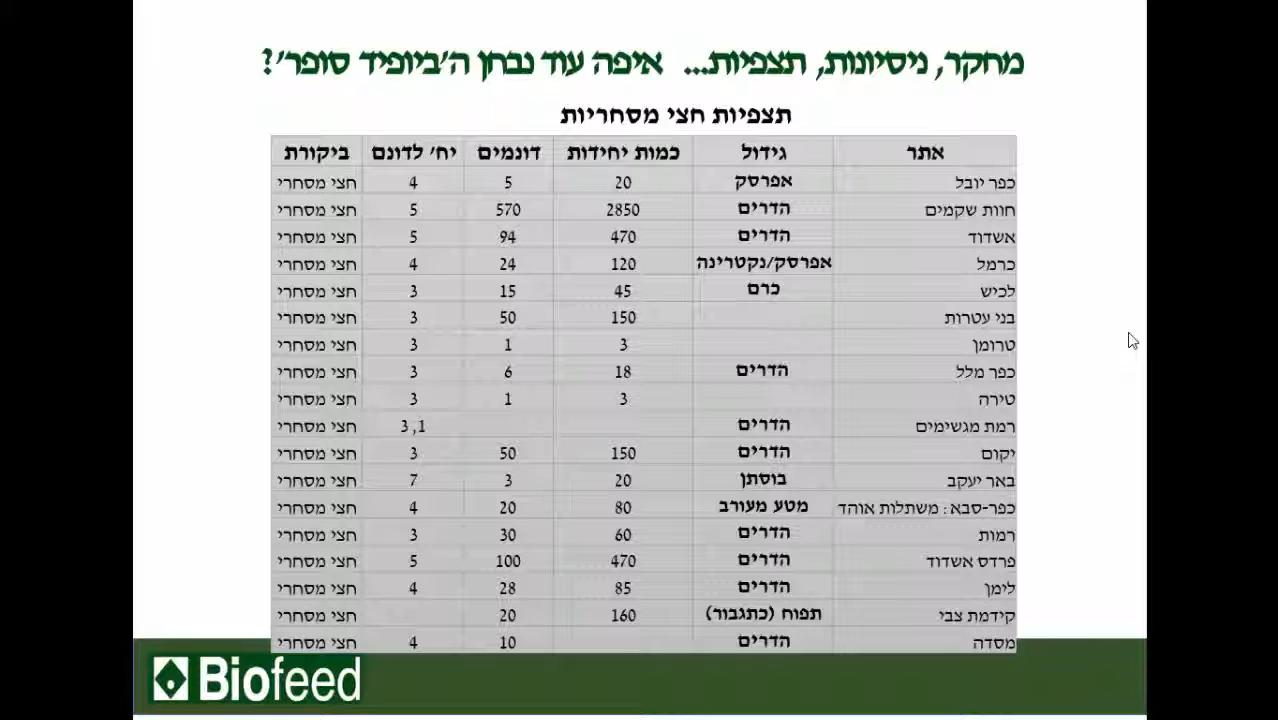 מחקר, ניסיונות, תצפיות... איפה עוד נבחן ה'ביופיד סופר'?
תצפיות חצי מסחריות
אתר גידול כמות יחידות דונמים יח' לדונם ביקורת
כפר יובל אפרסק 20 5 4 חצי מסחרי
חוות שקמים הדרים 2850 570 5 חצי מסחרי
אשדוד הדרים 470 94 5 חצי מסחרי
כרמל אפרסק/נקטרינה 120 24 4 חצי מסחרי
לכיש כרם 45 15 3 חצי מסחרי
בני עטרות 150 50 3 חצי מסחרי
טרומן 3 1 3 חצי מסחרי
כפר מלל הדרים 18 6 3 חצי מסחרי
טירה 3 1 3 חצי מסחרי
רמת מגשימים הדרים 3,1 חצי מסחרי
יקום הדרים 150 50 3 חצי מסחרי
באר יעקב בוסתן 20 3 7 חצי מסחרי
כפר-סבא: משתלות אוהד מטע מעורב 80 20 4 חצי מסחרי
רמות הדרים 60 30 3 חצי מסחרי
פרדס אשדוד הדרים 470 100 5 חצי מסחרי
לימן הדרים 85 28 4 חצי מסחרי
קידמת צבי תפוח (כתגבור) 160 20 חצי מסחרי
מסדה הדרים 10 4 חצי מסחרי
Biofeed